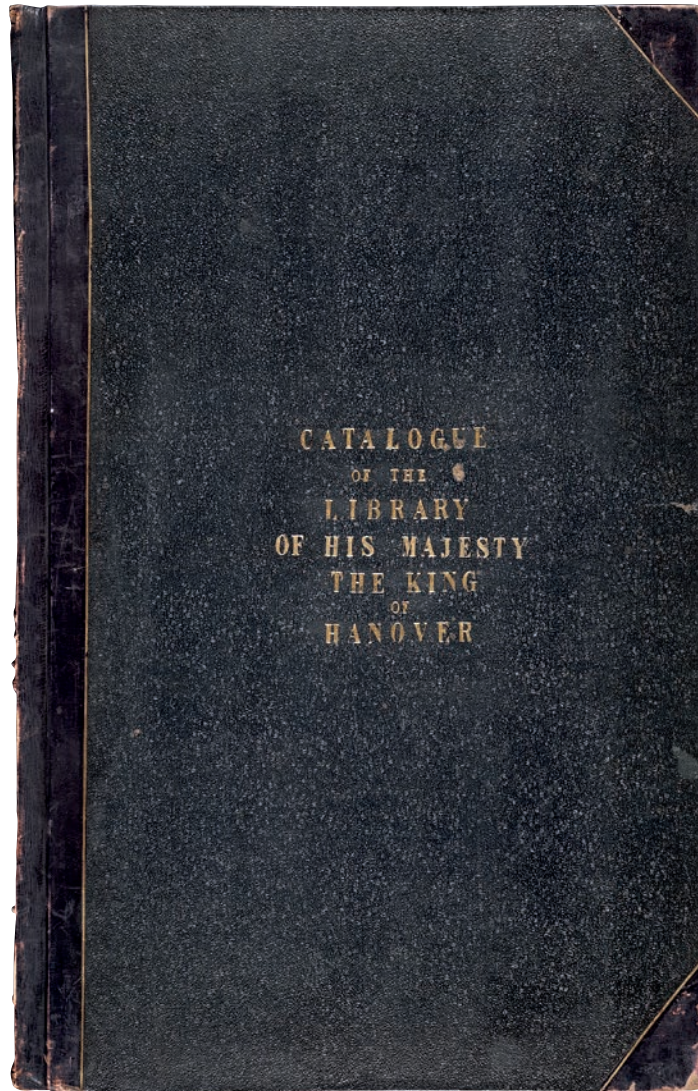 CATALOGUE
OF THE
LIBRARY
OF HIS MAJESTY
THE KING
OF
HANOVER